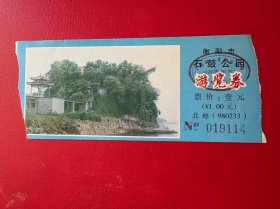 衡阳市
石鼓公园
游览券
票价：壹元
(¥1.00元)
北地(980233)
№ 019114